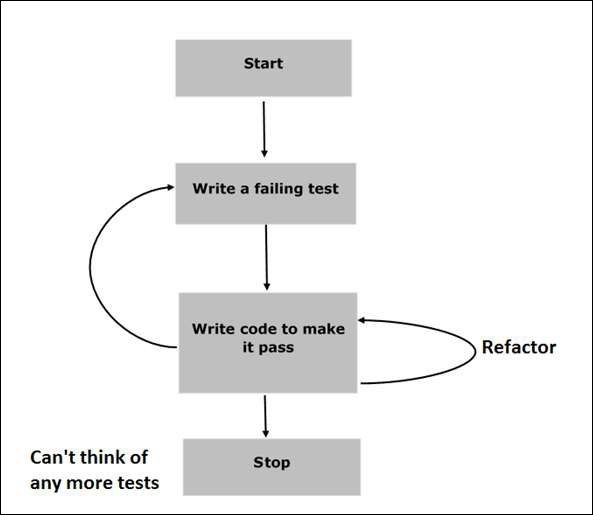 Start
Write a failing test
Write code to make
it pass
Refactor
Stop
Can't think of
any more tests